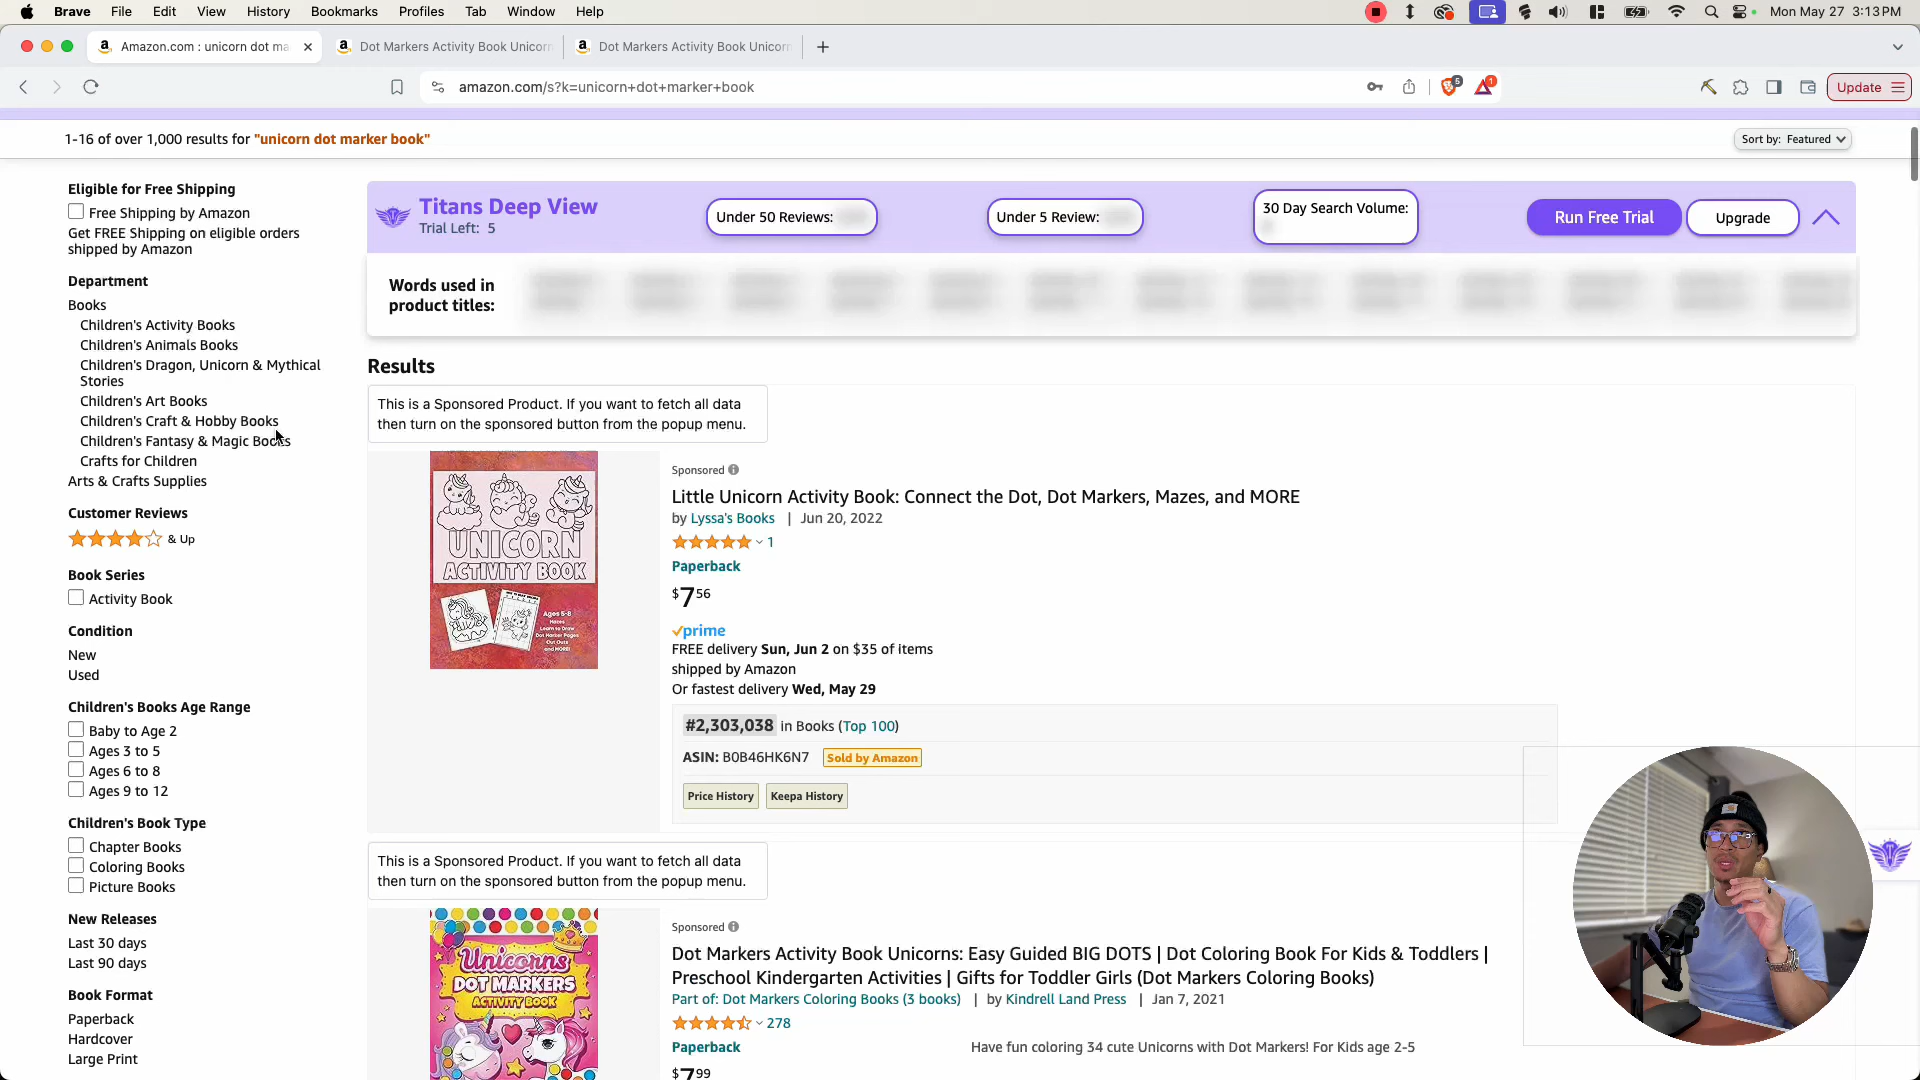 Brave File Edit View History Bookmarks Profiles Tab Window Help
Mon May 27 3:13 PM
Amazon.com : unicorn dot ma
Dot Markers Activity Book Unicorn
Dot Markers Activity Book Unicorn
amazon.com/s?k=unicorn+dot+marker+book
5
1
Update
1-16 of over 1,000 results for "unicorn dot marker book"
Sort by: Featured
Eligible for Free Shipping
Free Shipping by Amazon
Get FREE Shipping on eligible orders
shipped by Amazon
Department
Books
Children's Activity Books
Children's Animals Books
Children's Dragon, Unicorn & Mythical
Stories
Children's Art Books
Children's Craft & Hobby Books
Children's Fantasy & Magic Books
Crafts for Children
Arts & Crafts Supplies
Customer Reviews
& Up
Book Series
Activity Book
Condition
New
Used
Children's Books Age Range
Baby to Age 2
Ages 3 to 5
Ages 6 to 8
Ages 9 to 12
Children's Book Type
Chapter Books
Coloring Books
Picture Books
New Releases
Last 30 days
Last 90 days
Book Format
Paperback
Hardcover
Large Print
Titans Deep View
Trial Left: 5
Under 50 Reviews:
Under 5 Review:
30 Day Search Volume:
Run Free Trial
Upgrade
Words used in
product titles:
Results
This is a Sponsored Product. If you want to fetch all data
then turn on the sponsored button from the popup menu.
UNICORN
ACTIVITY BOOK
Ages 5-8
Mazes
Learn to Draw
Dot Marker Pages
Cut Outs
and MORE!
Sponsored
Little Unicorn Activity Book: Connect the Dot, Dot Markers, Mazes, and MORE
by Lyssa's Books | Jun 20, 2022
1
Paperback
$7 56
prime
FREE delivery Sun, Jun 2 on $35 of items
shipped by Amazon
Or fastest delivery Wed, May 29
#2,303,038 in Books (Top 100)
ASIN: B0B46HK6N7 Sold by Amazon
Price History Keepa History
This is a Sponsored Product. If you want to fetch all data
then turn on the sponsored button from the popup menu.
Unicorns
DOT MARKERS
ACTIVITY BOOK
Sponsored
Dot Markers Activity Book Unicorns: Easy Guided BIG DOTS | Dot Coloring Book For Kids & Toddlers |
Preschool Kindergarten Activities | Gifts for Toddler Girls (Dot Markers Coloring Books)
Part of: Dot Markers Coloring Books (3 books) | by Kindrell Land Press | Jan 7, 2021
278
Paperback
Have fun coloring 34 cute Unicorns with Dot Markers! For Kids age 2-5
$7 99